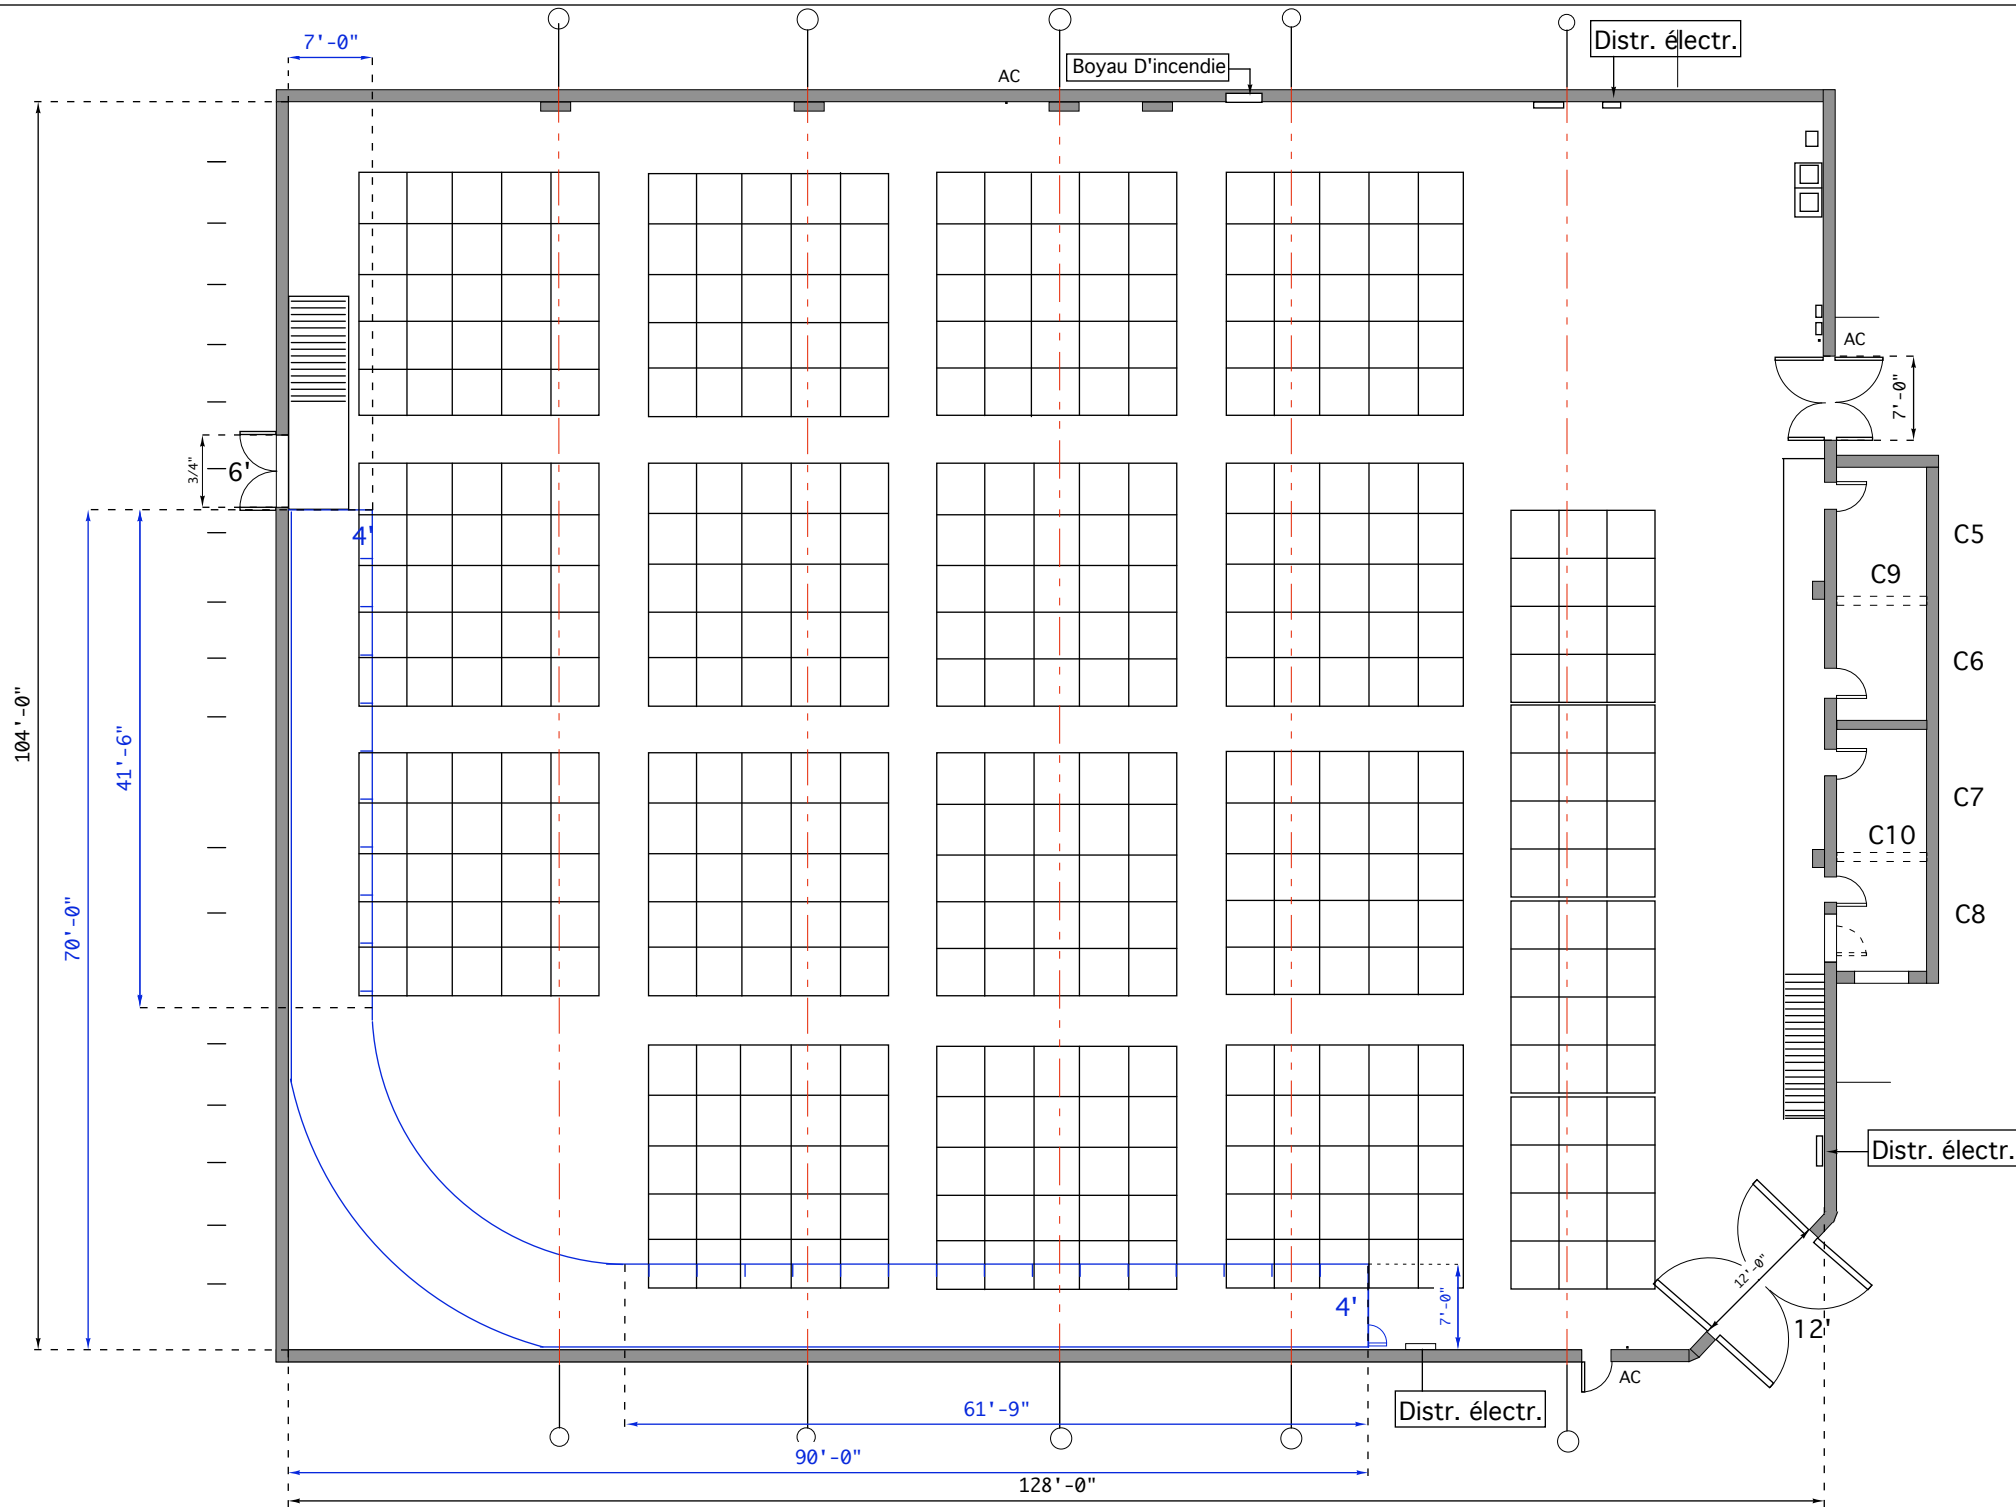 7'-0"
Distr. électr.
Boyau D'incendie
AC
AC
7'-0"
3/4"
6'
4'
C5
C9
C6
104'-0"
41'-6"
C7
C10
70'-0"
C8
Distr. électr.
12'-0"
7'-0"
4'
12'
AC
61'-9"
Distr. électr.
90'-0"
128'-0"